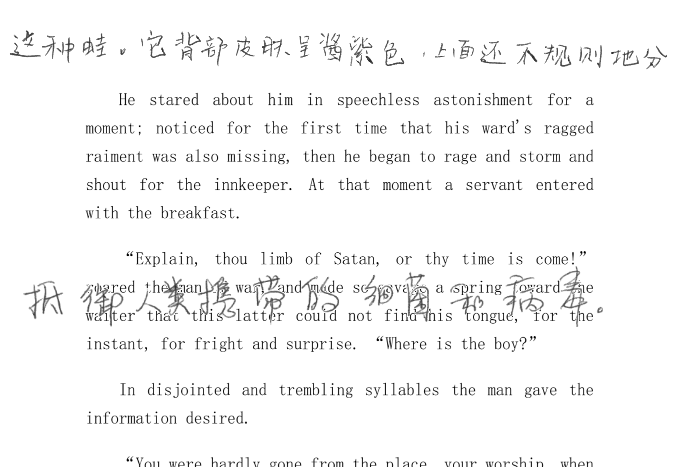 这种蛙。它背部皮肤呈酱紫色，上面还不规则地分
He stared about him in speechless astonishment for a
moment; noticed for the first time that his ward's ragged
raiment was also missing, then he began to rage and storm and
shout for the innkeeper. At that moment a servant entered
with the breakfast.
“Explain, thou limb of Satan, or thy time is come!”
the man of war, and made so savage a spring toward the
抵御人类携带的细菌和病毒。
waiter that this latter could not find his tongue, for the
instant, for fright and surprise. “Where is the boy?”
In disjointed and trembling syllables the man gave the
information desired.
“You were hardly gone from the place, your worship, when